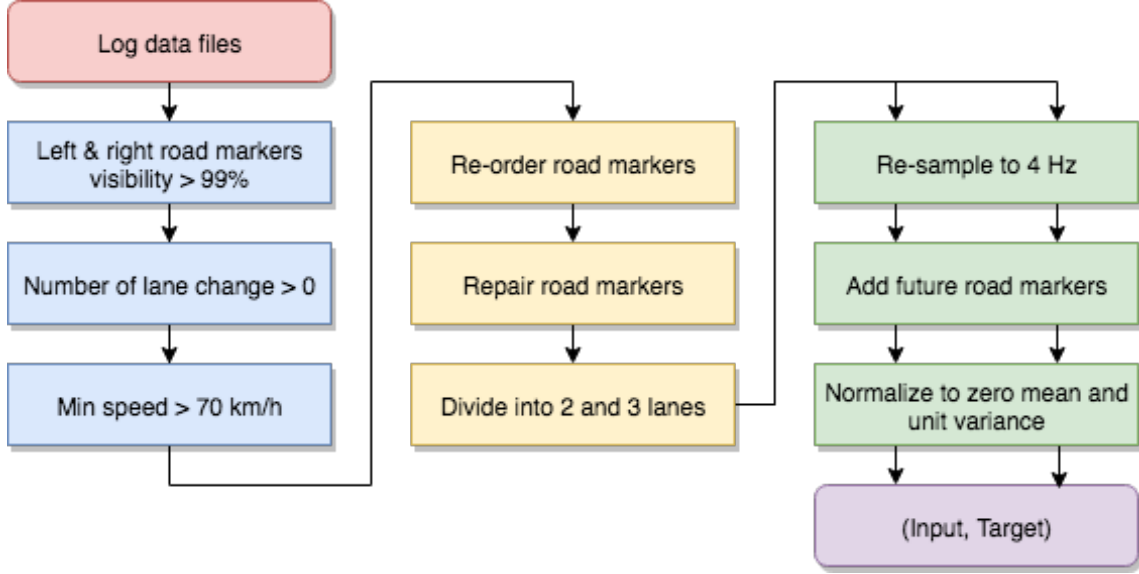 Log data files
Left & right road markers
visibility > 99%
Number of lane change > 0
Min speed > 70 km/h
Re-order road markers
Repair road markers
Divide into 2 and 3 lanes
Re-sample to 4 Hz
Add future road markers
Normalize to zero mean and
unit variance
(Input, Target)